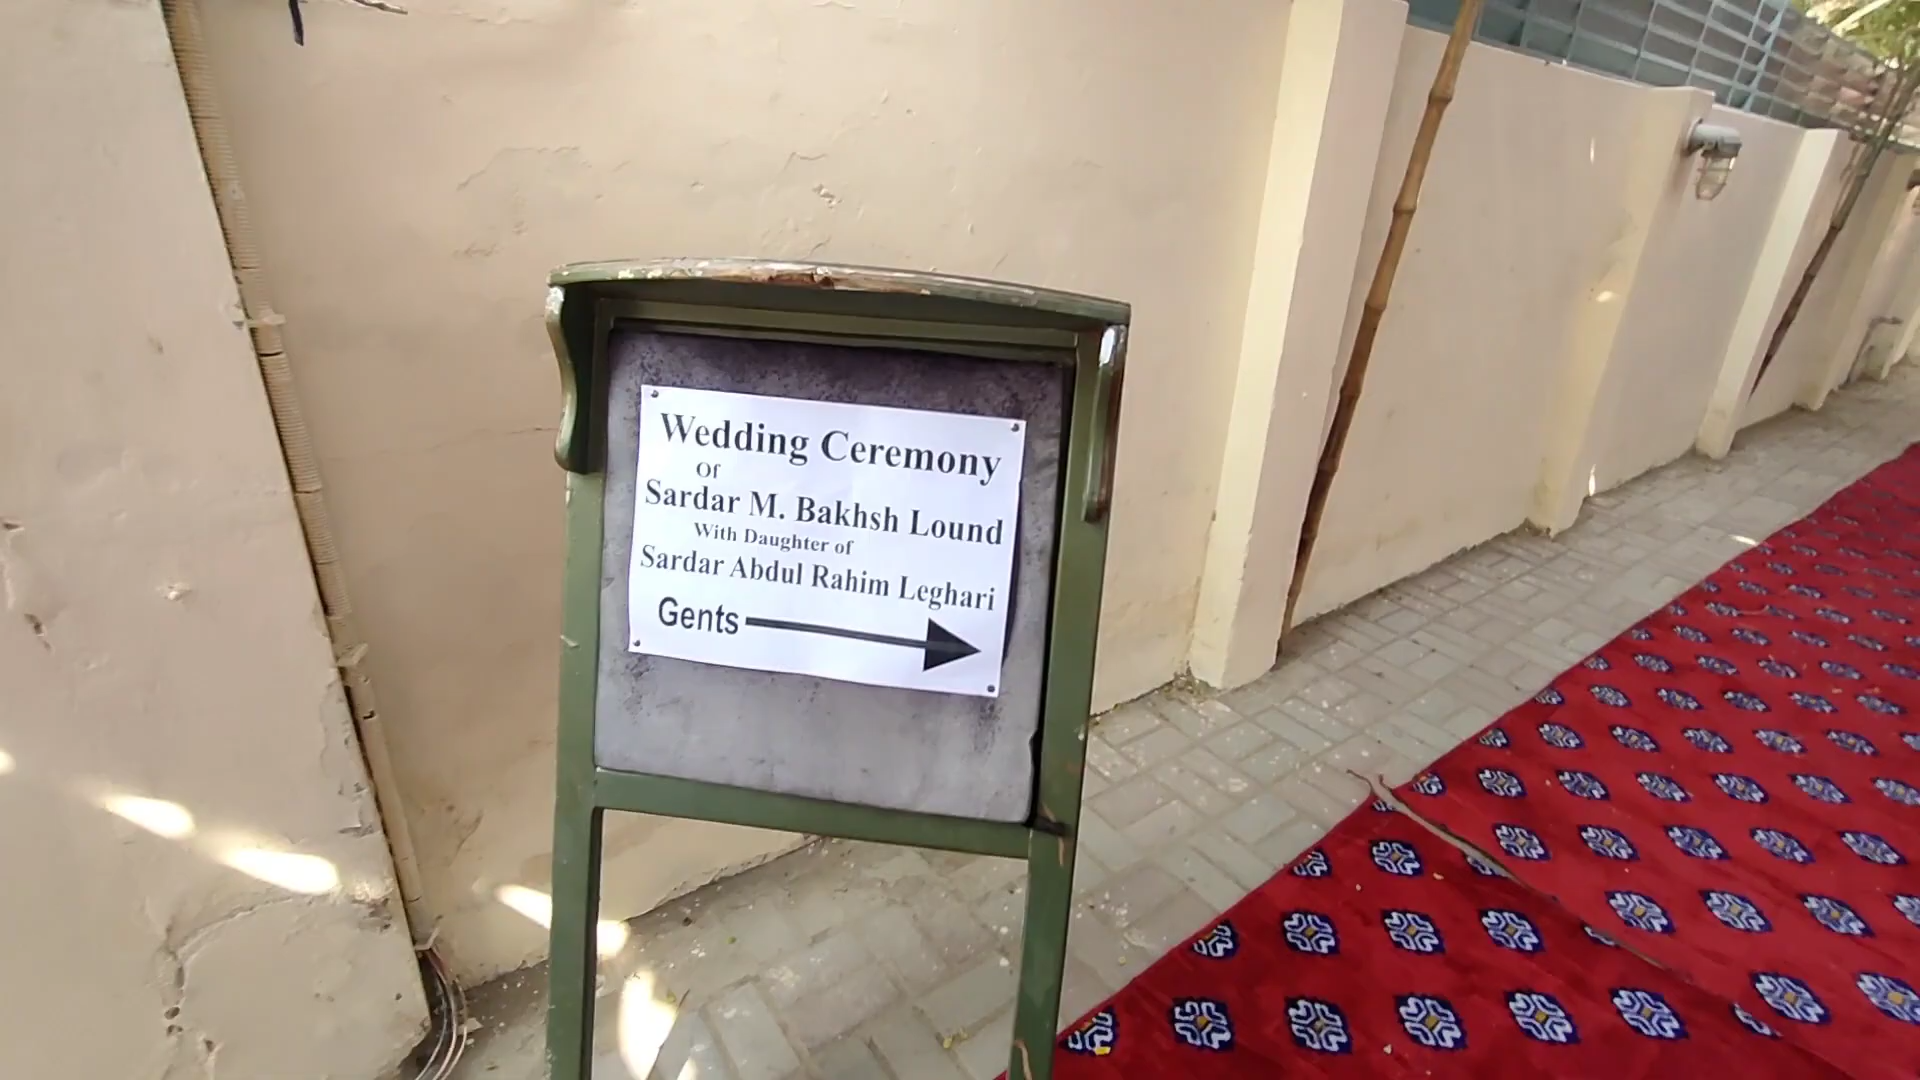 Wedding Ceremony
Of
Sardar M. Bakhsh Lound
With Daughter of
Sardar Abdul Rahim Leghari
Gents